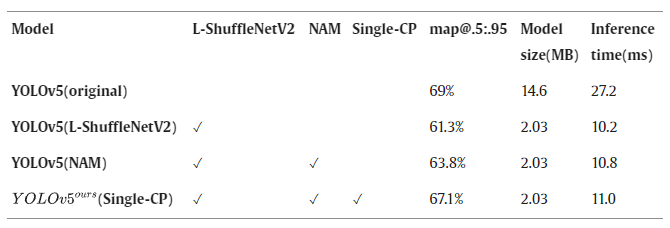 Model L-ShuffleNetV2 NAM Single-CP map@.5:.95 Model size(MB) Inference time(ms)
YOLOv5(original) 69% 14.6 27.2
YOLOv5(L-ShuffleNetV2) ✓ 61.3% 2.03 10.2
YOLOv5(NAM) ✓ ✓ 63.8% 2.03 10.8
YOLOv5ᵒᵘʳˢ(Single-CP) ✓ ✓ ✓ 67.1% 2.03 11.0